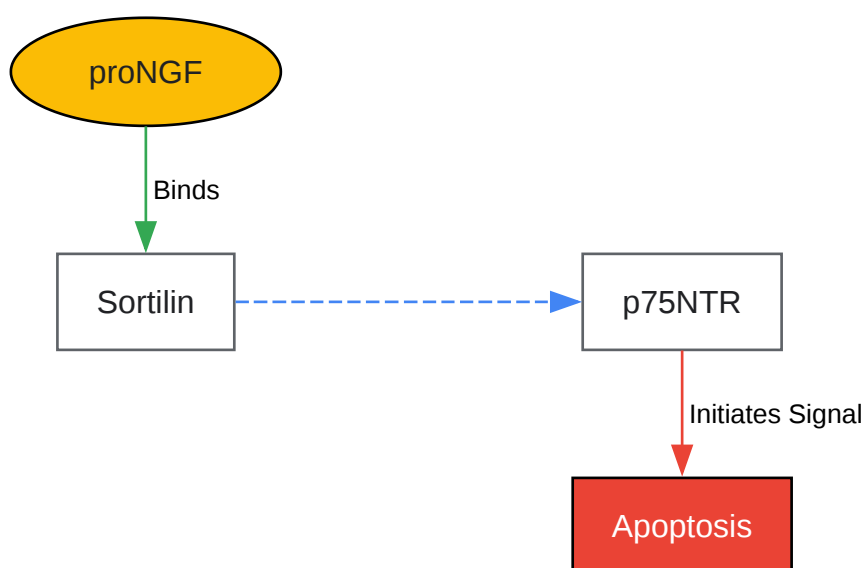 proNGF
Binds
Sortilin
p75NTR
Initiates Signal
Apoptosis